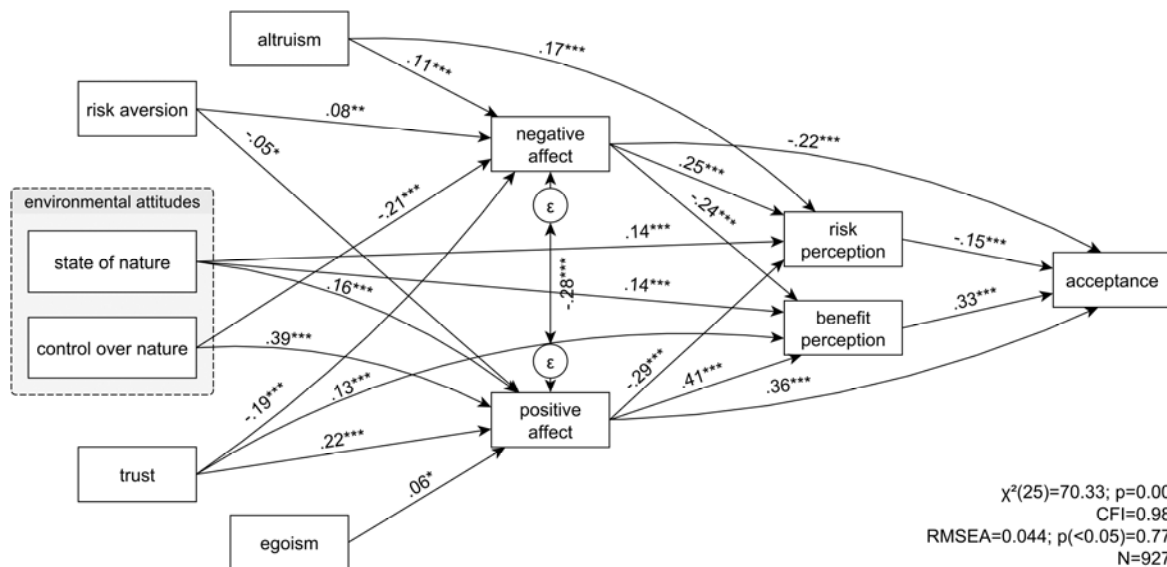 altruism
.17***
.11***
risk aversion
.08**
negative
affect
-.22***
-.05*
.25***
environmental attitudes
-.21***
ε
-.24***
state of nature
.14***
risk
perception
-.15***
.16***
-.28***
.14***
acceptance
control over nature
.39***
benefit
perception
.33***
ε
-.19***
.13***
-.29***
.41***
.36***
positive
affect
trust
.22***
.06*
egoism
χ²(25)=70.33; p=0.00
CFI=0.98
RMSEA=0.044; p(<0.05)=0.77
N=927